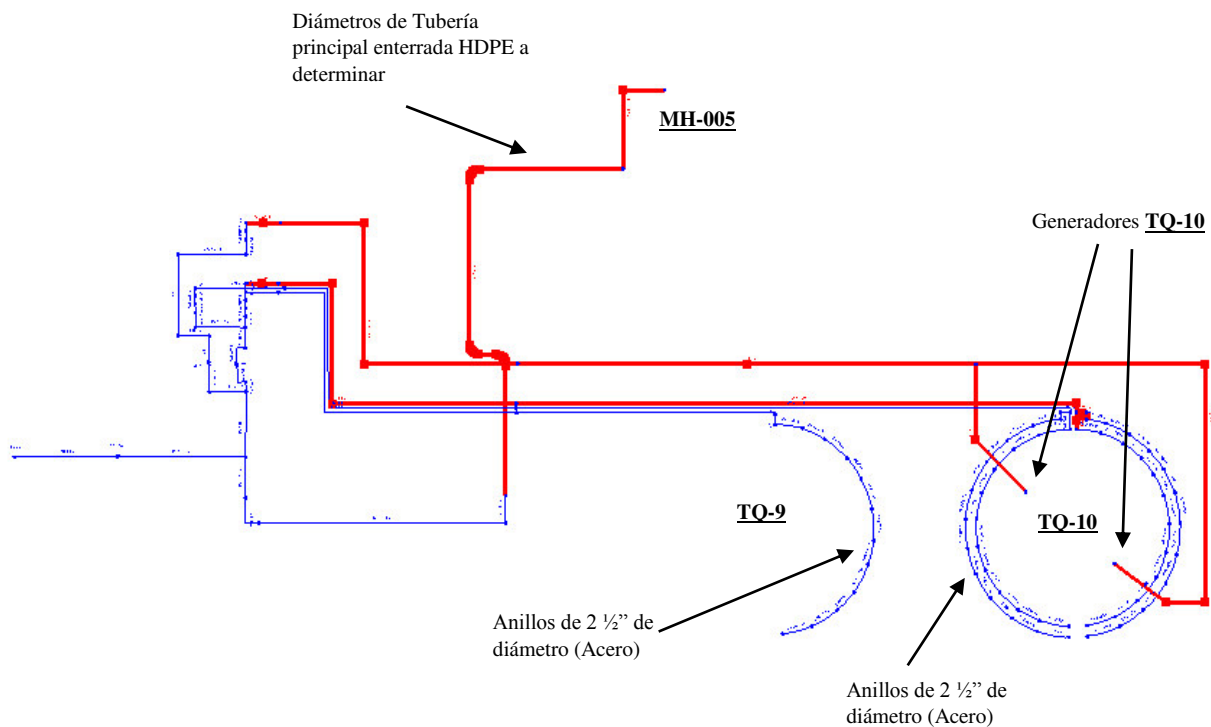 Diámetros de Tubería
principal enterrada HDPE a
determinar
MH-005
Generadores TQ-10
TQ-9
TQ-10
Anillos de 2 ½” de
diámetro (Acero)
Anillos de 2 ½” de
diámetro (Acero)